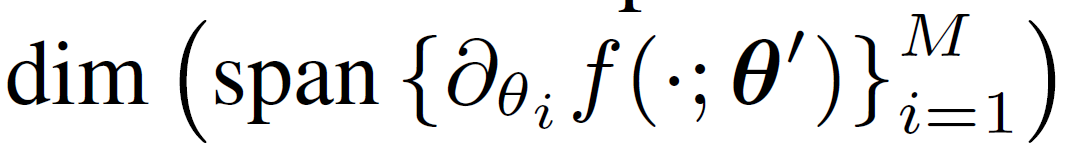 dim (span {∂_{θ_i} f(·; θ′)}_{i=1}^{M})